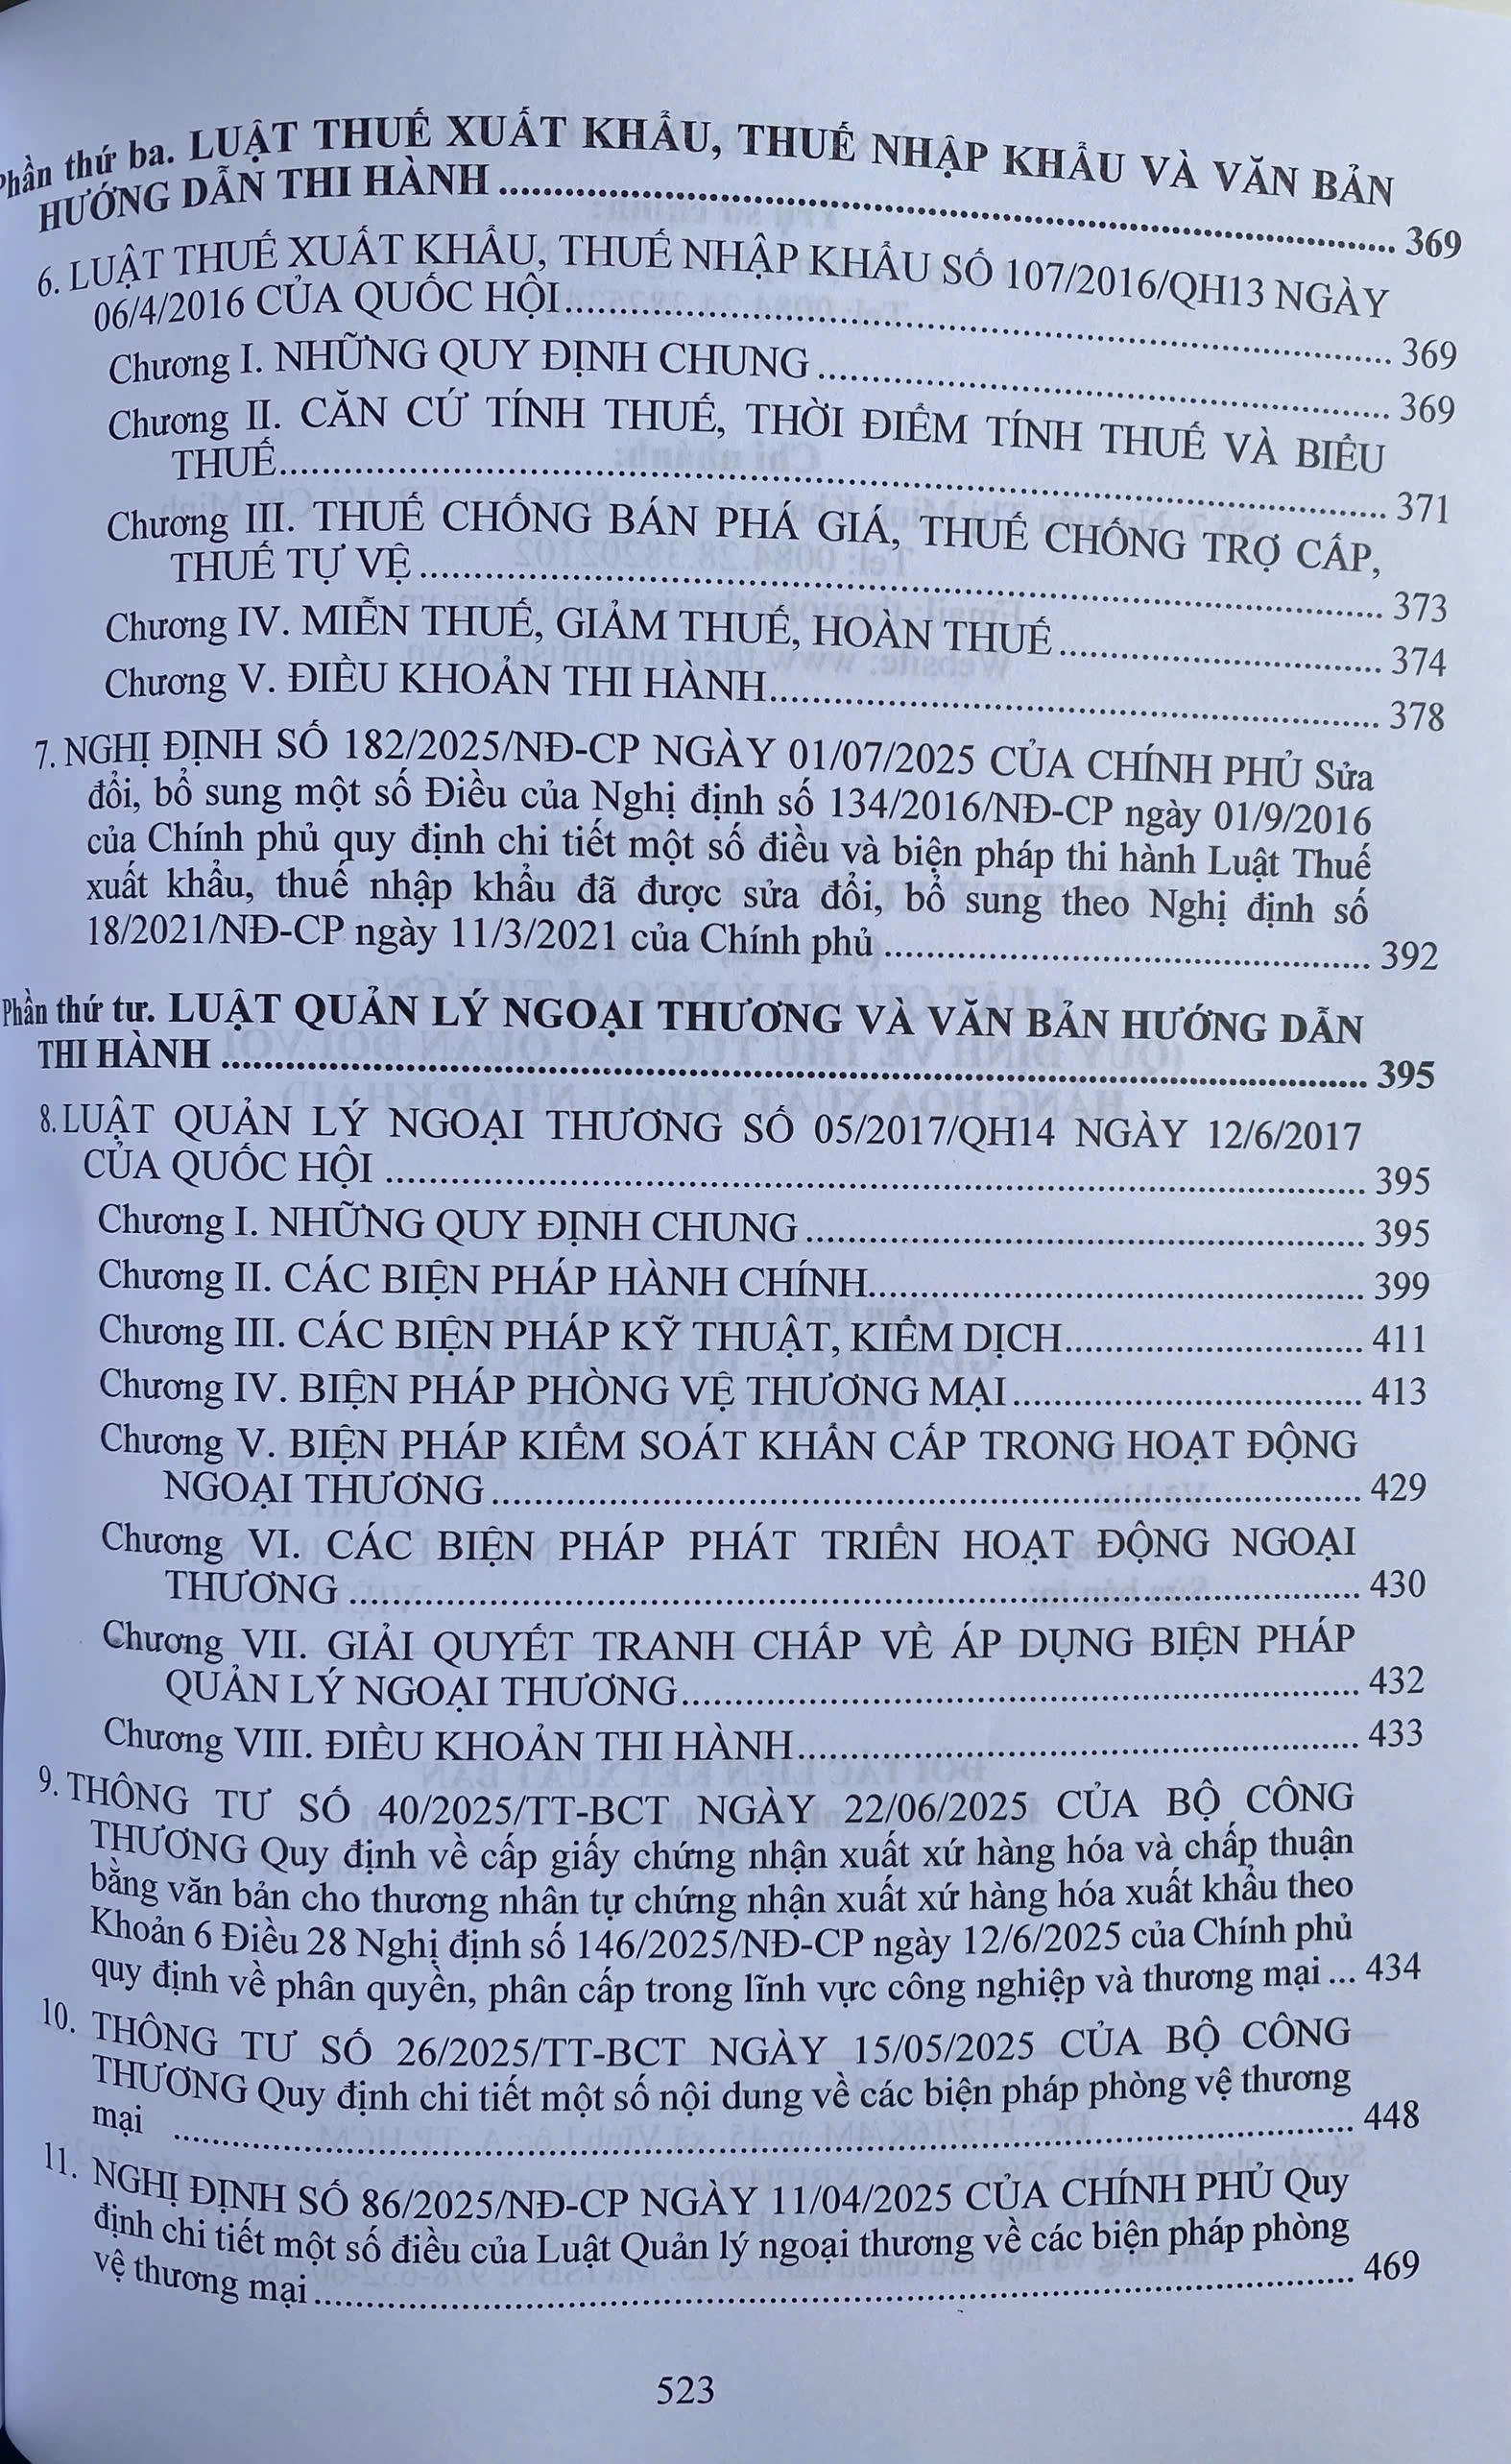 Phần thứ ba. LUẬT THUẾ XUẤT KHẨU, THUẾ NHẬP KHẨU VÀ VĂN BẢN
HƯỚNG DẪN THI HÀNH ........ 369
6. LUẬT THUẾ XUẤT KHẨU, THUẾ NHẬP KHẨU SỐ 107/2016/QH13 NGÀY
06/4/2016 CỦA QUỐC HỘI ........ 369
Chương I. NHỮNG QUY ĐỊNH CHUNG ........ 369
Chương II. CĂN CỨ TÍNH THUẾ, THỜI ĐIỂM TÍNH THUẾ VÀ BIỂU
THUẾ ........ 371
Chương III. THUẾ CHỐNG BÁN PHÁ GIÁ, THUẾ CHỐNG TRỢ CẤP,
THUẾ TỰ VỆ ........ 373
Chương IV. MIỄN THUẾ, GIẢM THUẾ, HOÀN THUẾ ........ 374
Chương V. ĐIỀU KHOẢN THI HÀNH ........ 378
7. NGHỊ ĐỊNH SỐ 182/2025/NĐ-CP NGÀY 01/07/2025 CỦA CHÍNH PHỦ Sửa
đổi, bổ sung một số Điều của Nghị định số 134/2016/NĐ-CP ngày 01/9/2016
của Chính phủ quy định chi tiết một số điều và biện pháp thi hành Luật Thuế
xuất khẩu, thuế nhập khẩu đã được sửa đổi, bổ sung theo Nghị định số
18/2021/NĐ-CP ngày 11/3/2021 của Chính phủ ........ 392
Phần thứ tư. LUẬT QUẢN LÝ NGOẠI THƯƠNG VÀ VĂN BẢN HƯỚNG DẪN
THI HÀNH ........ 395
8. LUẬT QUẢN LÝ NGOẠI THƯƠNG SỐ 05/2017/QH14 NGÀY 12/6/2017
CỦA QUỐC HỘI ........ 395
Chương I. NHỮNG QUY ĐỊNH CHUNG ........ 395
Chương II. CÁC BIỆN PHÁP HÀNH CHÍNH ........ 399
Chương III. CÁC BIỆN PHÁP KỸ THUẬT, KIỂM DỊCH ........ 411
Chương IV. BIỆN PHÁP PHÒNG VỆ THƯƠNG MẠI ........ 413
Chương V. BIỆN PHÁP KIỂM SOÁT KHẨN CẤP TRONG HOẠT ĐỘNG
NGOẠI THƯƠNG ........ 429
Chương VI. CÁC BIỆN PHÁP PHÁT TRIỂN HOẠT ĐỘNG NGOẠI
THƯƠNG ........ 430
Chương VII. GIẢI QUYẾT TRANH CHẤP VỀ ÁP DỤNG BIỆN PHÁP
QUẢN LÝ NGOẠI THƯƠNG ........ 432
Chương VIII. ĐIỀU KHOẢN THI HÀNH ........ 433
9. THÔNG TƯ SỐ 40/2025/TT-BCT NGÀY 22/06/2025 CỦA BỘ CÔNG
THƯƠNG Quy định về cấp giấy chứng nhận xuất xứ hàng hóa và chấp thuận
bằng văn bản cho thương nhân tự chứng nhận xuất xứ hàng hóa xuất khẩu theo
Khoản 6 Điều 28 Nghị định số 146/2025/NĐ-CP ngày 12/6/2025 của Chính phủ
quy định về phân quyền, phân cấp trong lĩnh vực công nghiệp và thương mại ... 434
10. THÔNG TƯ SỐ 26/2025/TT-BCT NGÀY 15/05/2025 CỦA BỘ CÔNG
THƯƠNG Quy định chi tiết một số nội dung về các biện pháp phòng vệ thương
mại ........ 448
11. NGHỊ ĐỊNH SỐ 86/2025/NĐ-CP NGÀY 11/04/2025 CỦA CHÍNH PHỦ Quy
định chi tiết một số điều của Luật Quản lý ngoại thương về các biện pháp phòng
vệ thương mại ........ 469
523